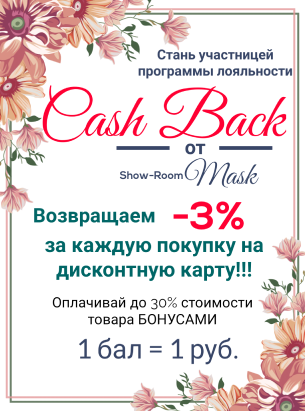 Стань участницей
программы лояльности
Cash Back
от
Show-Room Mask
Возвращаем -3%
за каждую покупку на
дисконтную карту!!!
Оплачивай до 30% стоимости
товара БОНУСАМИ
1 бал = 1 руб.